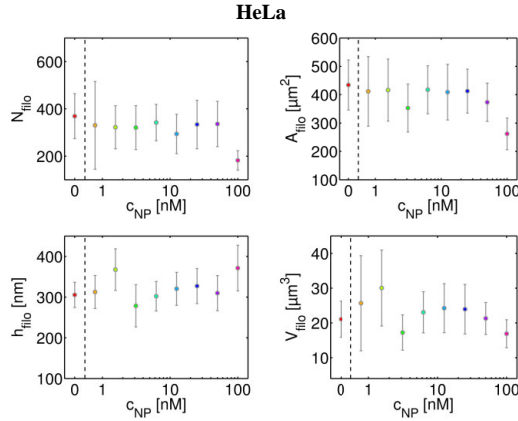 HeLa
N_filo
600
400
200
0 1 10 100
c_NP [nM]
A_filo [µm²]
600
500
400
300
200
100
0 1 10 100
c_NP [nM]
h_filo [nm]
400
300
200
100
0 1 10 100
c_NP [nM]
V_filo [µm³]
40
30
20
10
0 1 10 100
c_NP [nM]